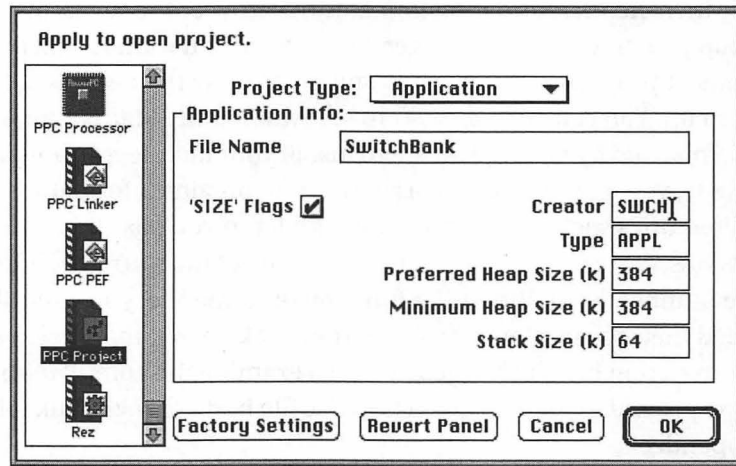 Apply to open project.
PowerPC
PPC Processor
PPC Linker
PPC PEF
PPC Project
Rez
Project Type: Application
Application Info:
File Name SwitchBank
'SIZE' Flags
Creator SWCH
Type APPL
Preferred Heap Size (k) 384
Minimum Heap Size (k) 384
Stack Size (k) 64
Factory Settings Revert Panel Cancel OK